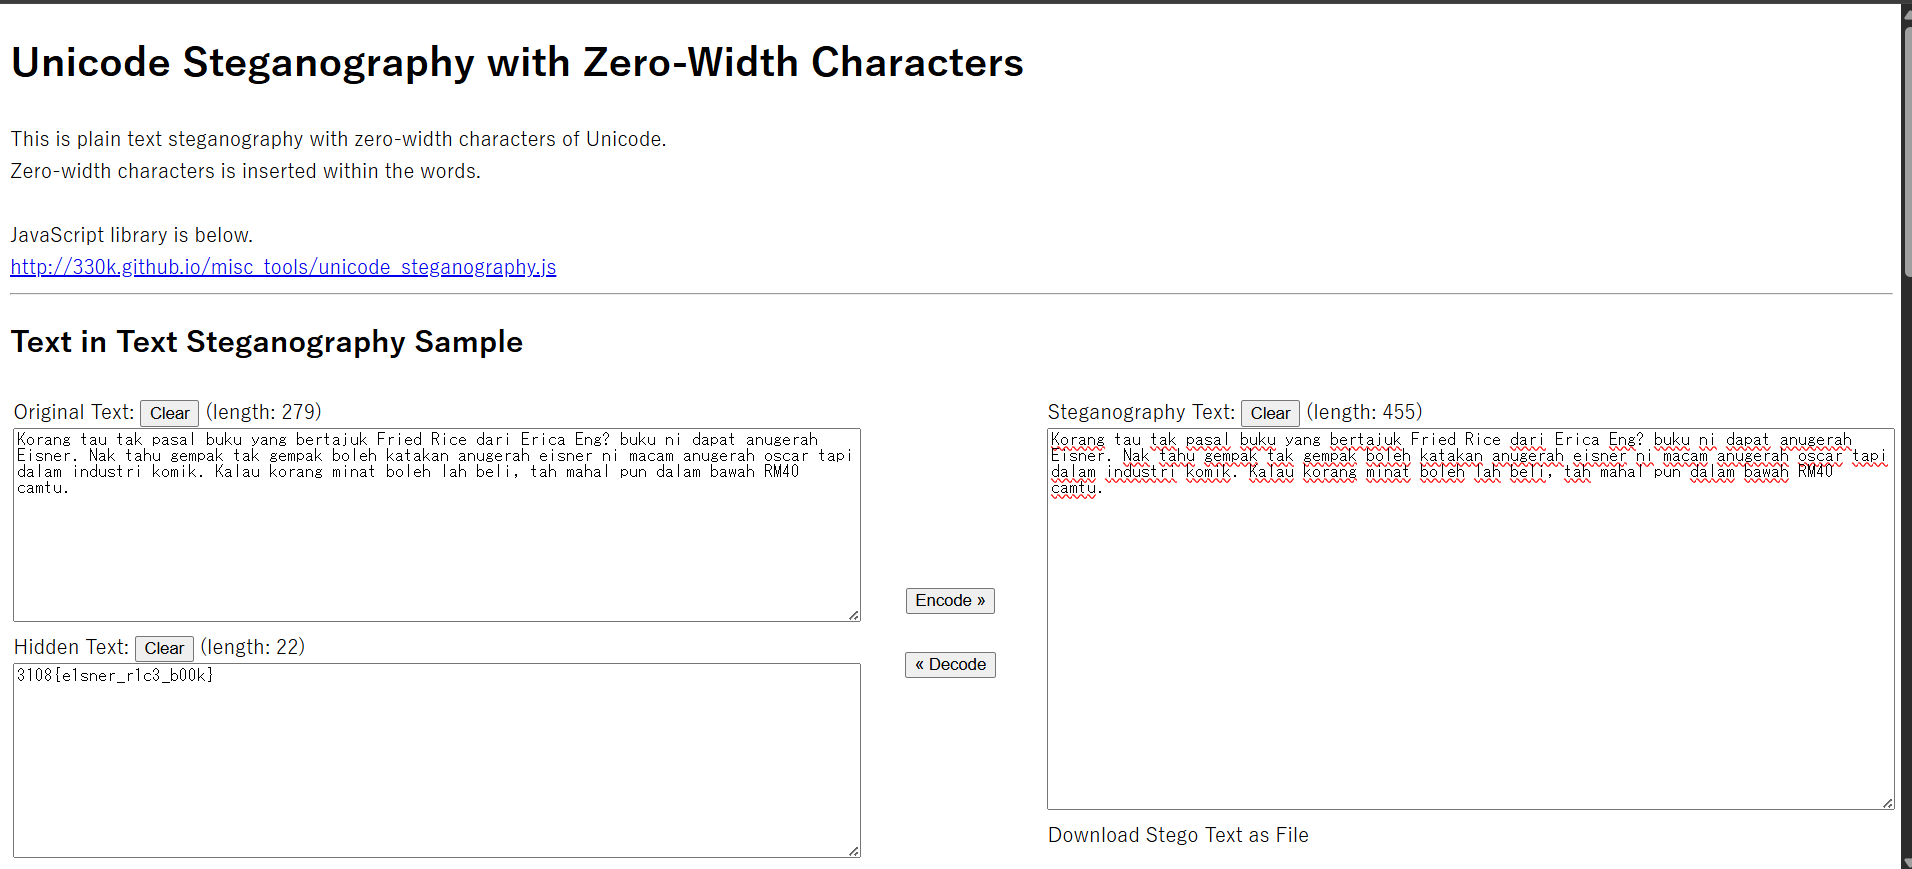 Unicode Steganography with Zero-Width Characters
This is plain text steganography with zero-width characters of Unicode.
Zero-width characters is inserted within the words.
JavaScript library is below.
http://330k.github.io/misc_tools/unicode_steganography.js
Text in Text Steganography Sample
Original Text: Clear (length: 279)
Korang tau tak pasal buku yang bertajuk Fried Rice dari Erica Eng? buku ni dapat anugerah
Eisner. Nak tahu gempak tak gempak boleh katakan anugerah eisner ni macam anugerah oscar tapi
dalam industri komik. Kalau korang minat boleh lah beli, tah mahal pun dalam bawah RM40
camtu.
Hidden Text: Clear (length: 22)
3108{e1sner_r1c3_b00k}
Encode »
« Decode
Steganography Text: Clear (length: 455)
Korang tau tak pasal buku yang bertajuk Fried Rice dari Erica Eng? buku ni dapat anugerah
Eisner. Nak tahu gempak tak gempak boleh katakan anugerah eisner ni macam anugerah oscar tapi
dalam industri komik. Kalau korang minat boleh lah beli, tah mahal pun dalam bawah RM40
camtu.
Download Stego Text as File